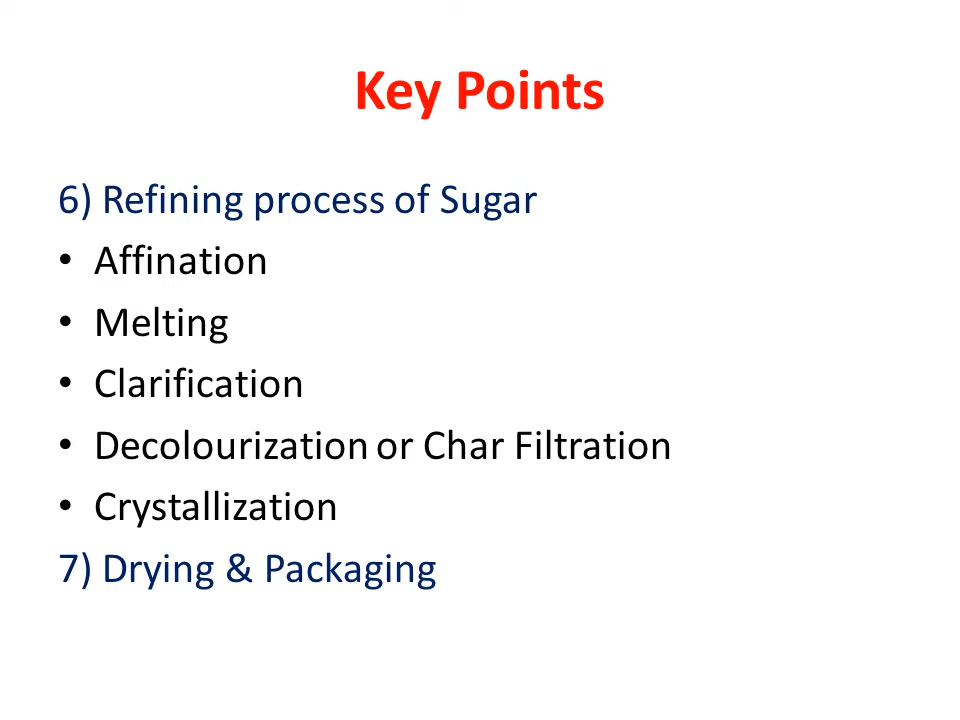 Key Points
6) Refining process of Sugar
• Affination
• Melting
• Clarification
• Decolourization or Char Filtration
• Crystallization
7) Drying & Packaging